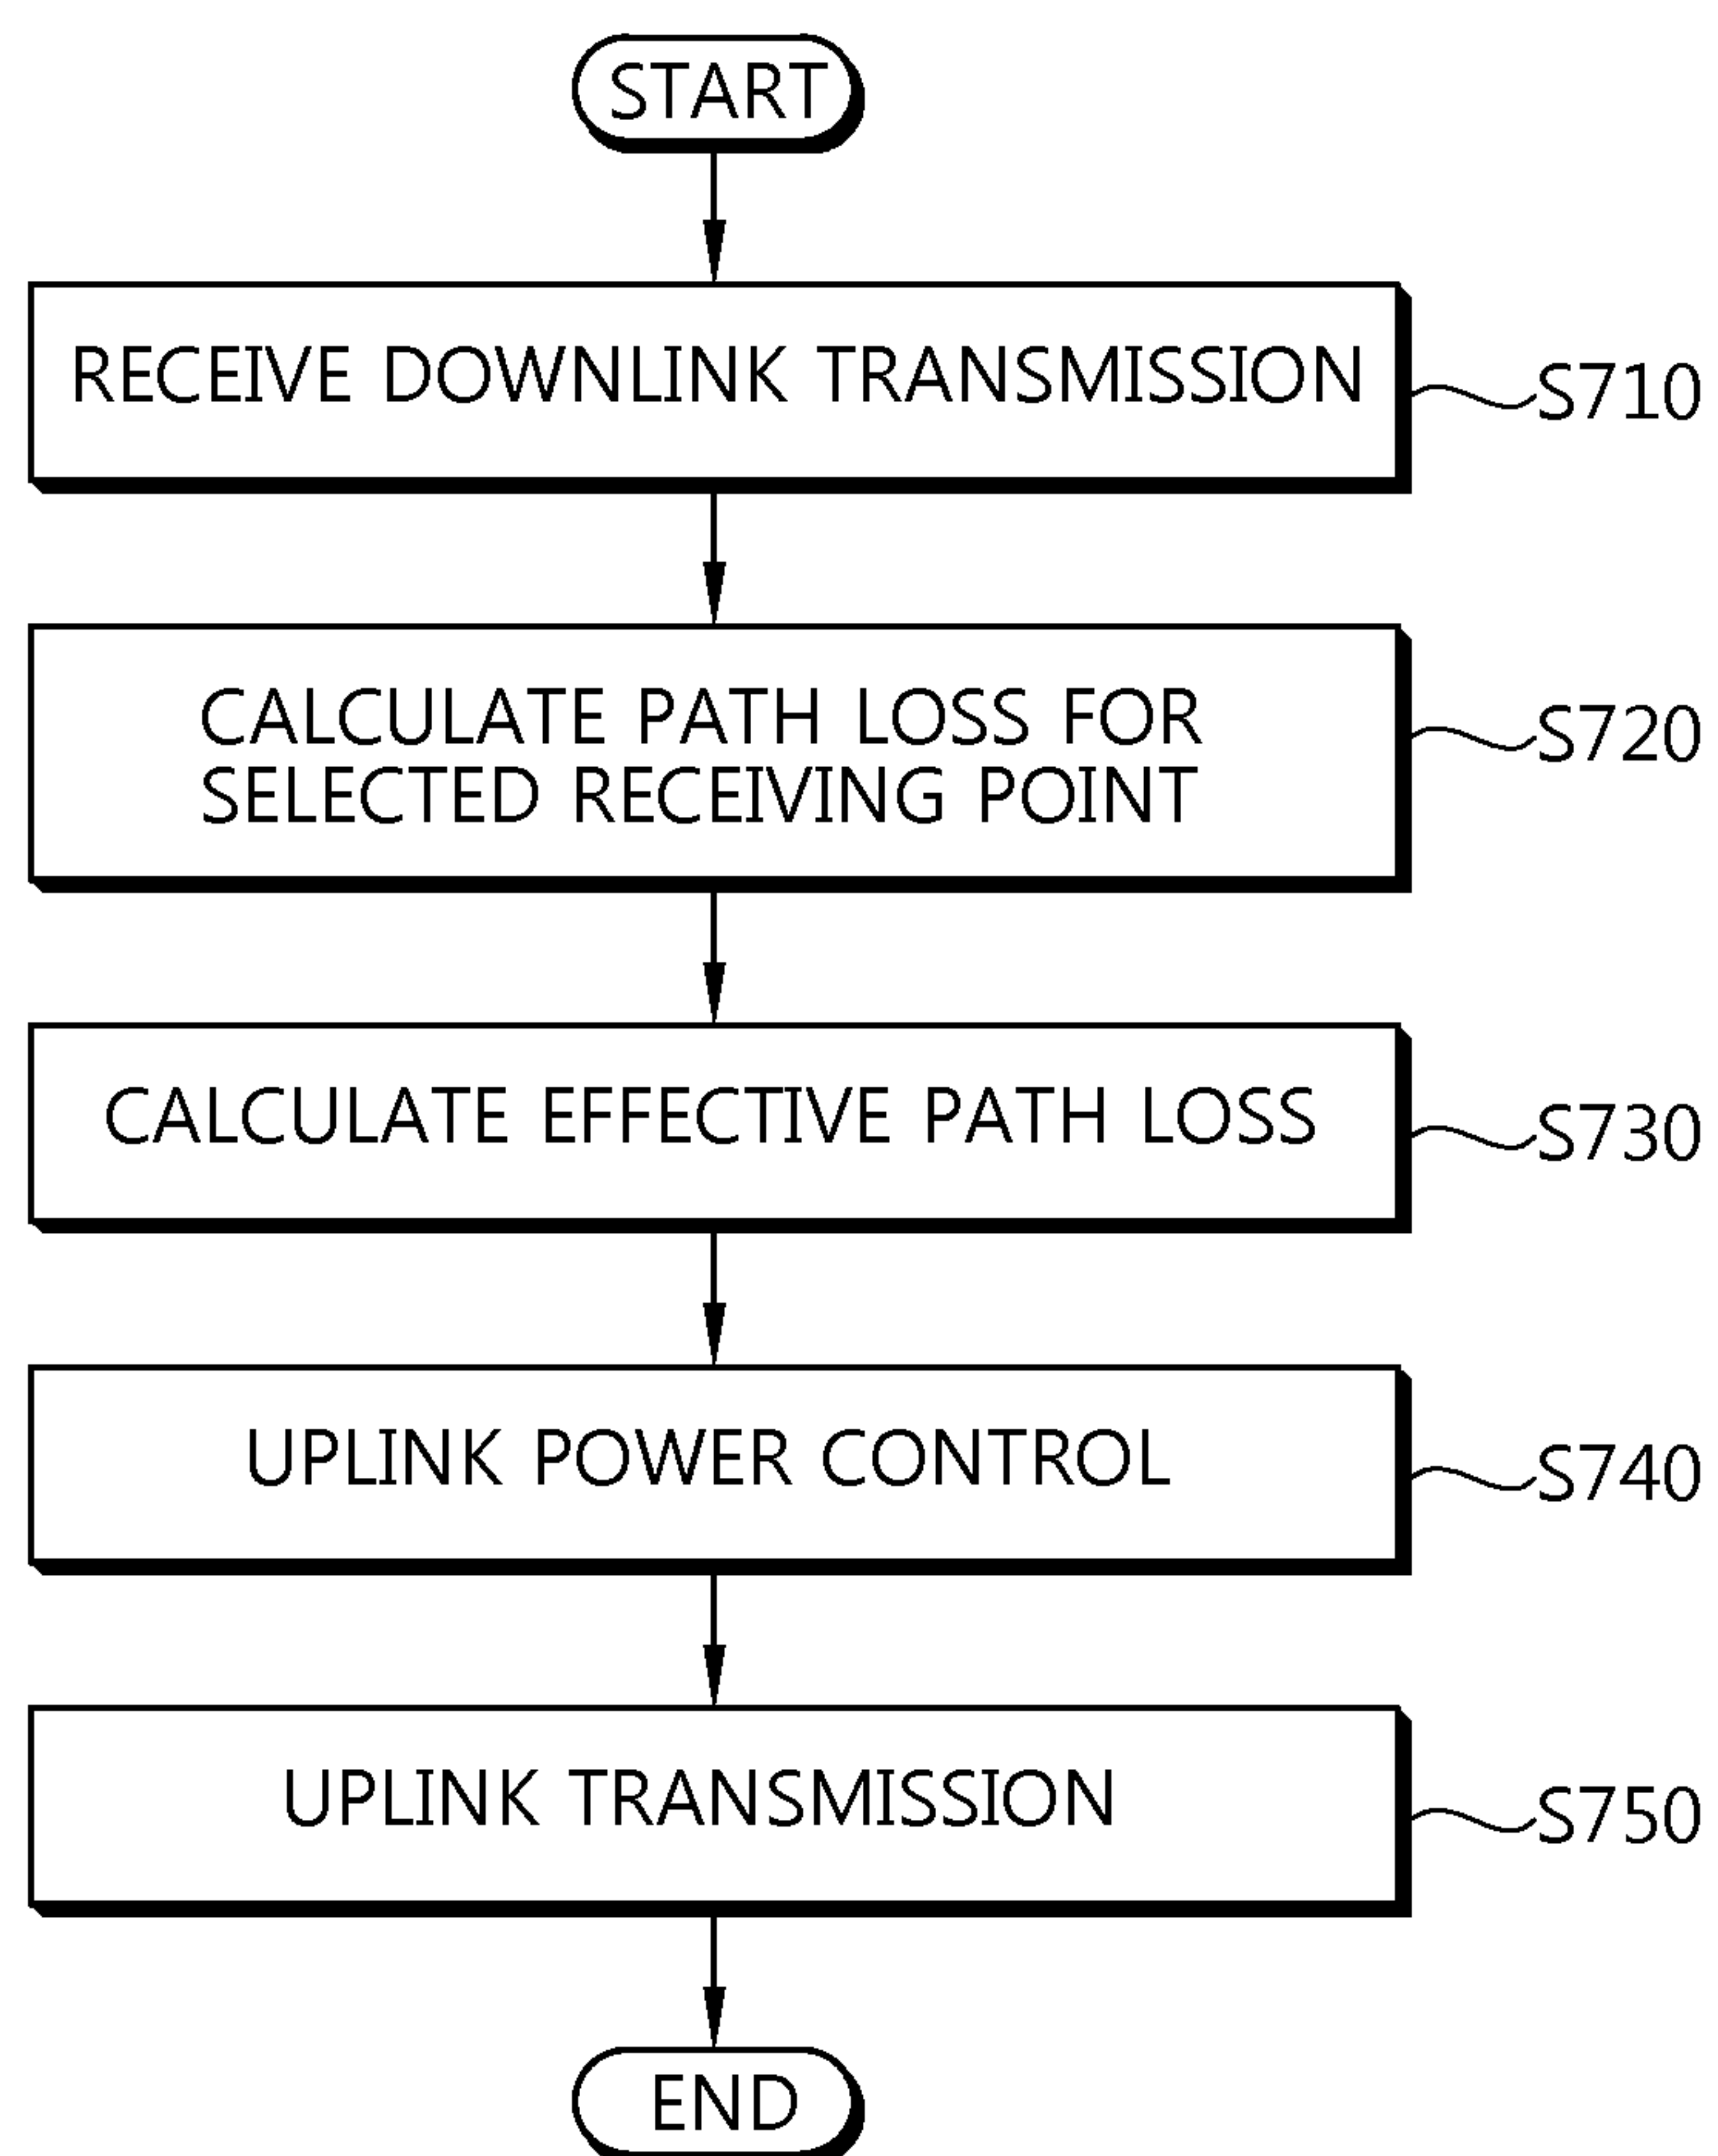 START
RECEIVE DOWNLINK TRANSMISSION
S710
CALCULATE PATH LOSS FOR
SELECTED RECEIVING POINT
S720
CALCULATE EFFECTIVE PATH LOSS
S730
UPLINK POWER CONTROL
S740
UPLINK TRANSMISSION
S750
END